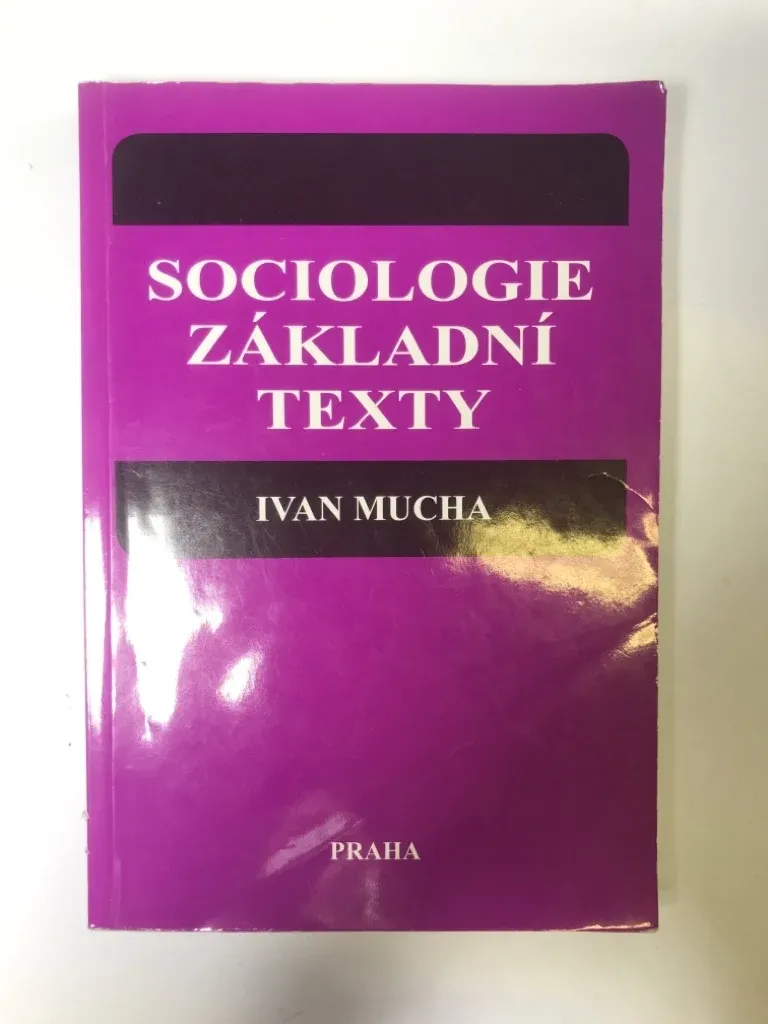 SOCIOLOGIE
ZÁKLADNÍ
TEXTY
IVAN MUCHA
PRAHA